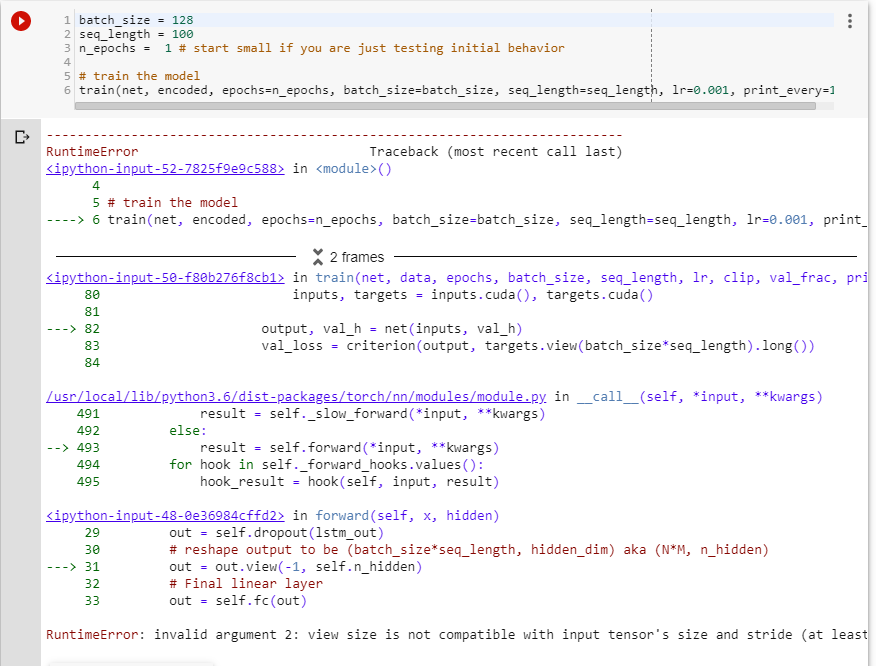 1 batch_size = 128
2 seq_length = 100
3 n_epochs =  1 # start small if you are just testing initial behavior
4
5 # train the model
6 train(net, encoded, epochs=n_epochs, batch_size=batch_size, seq_length=seq_length, lr=0.001, print_every=1
---------------------------------------------------------------------------
RuntimeError                              Traceback (most recent call last)
<ipython-input-52-7825f9e9c588> in <module>()
      4
      5 # train the model
----> 6 train(net, encoded, epochs=n_epochs, batch_size=batch_size, seq_length=seq_length, lr=0.001, print_
2 frames
<ipython-input-50-f80b276f8cb1> in train(net, data, epochs, batch_size, seq_length, lr, clip, val_frac, pri
     80                         inputs, targets = inputs.cuda(), targets.cuda()
     81
---> 82                     output, val_h = net(inputs, val_h)
     83                     val_loss = criterion(output, targets.view(batch_size*seq_length).long())
     84
/usr/local/lib/python3.6/dist-packages/torch/nn/modules/module.py in __call__(self, *input, **kwargs)
    491             result = self._slow_forward(*input, **kwargs)
    492         else:
--> 493             result = self.forward(*input, **kwargs)
    494         for hook in self._forward_hooks.values():
    495             hook_result = hook(self, input, result)
<ipython-input-48-0e36984cffd2> in forward(self, x, hidden)
     29         out = self.dropout(lstm_out)
     30         # reshape output to be (batch_size*seq_length, hidden_dim) aka (N*M, n_hidden)
---> 31         out = out.view(-1, self.n_hidden)
     32         # Final linear layer
     33         out = self.fc(out)
RuntimeError: invalid argument 2: view size is not compatible with input tensor's size and stride (at least